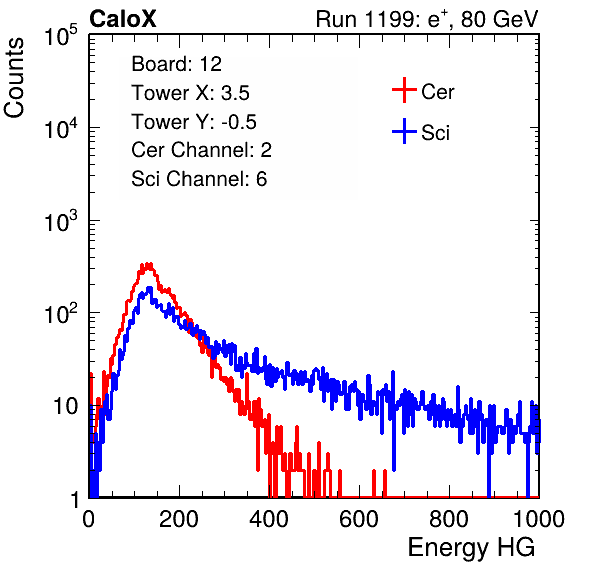 CaloX Run 1199: e⁺, 80 GeV
Counts
10⁵
10⁴
10³
10²
10
1
Board: 12
Tower X: 3.5
Tower Y: -0.5
Cer Channel: 2
Sci Channel: 6
Cer
Sci
0 200 400 600 800 1000
Energy HG